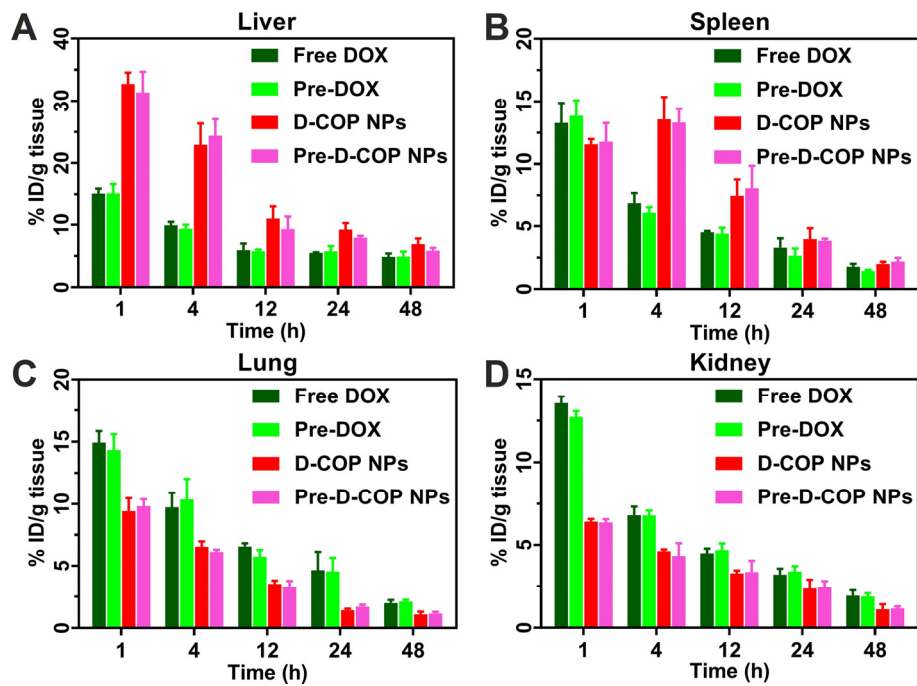 A
Liver
% ID/g tissue
40
30
20
10
0
Free DOX
Pre-DOX
D-COP NPs
Pre-D-COP NPs
1 4 12 24 48
Time (h)
B
Spleen
% ID/g tissue
20
15
10
5
0
Free DOX
Pre-DOX
D-COP NPs
Pre-D-COP NPs
1 4 12 24 48
Time (h)
C
Lung
% ID/g tissue
20
15
10
5
0
Free DOX
Pre-DOX
D-COP NPs
Pre-D-COP NPs
1 4 12 24 48
Time (h)
D
Kidney
% ID/g tissue
15
10
5
0
Free DOX
Pre-DOX
D-COP NPs
Pre-D-COP NPs
1 4 12 24 48
Time (h)